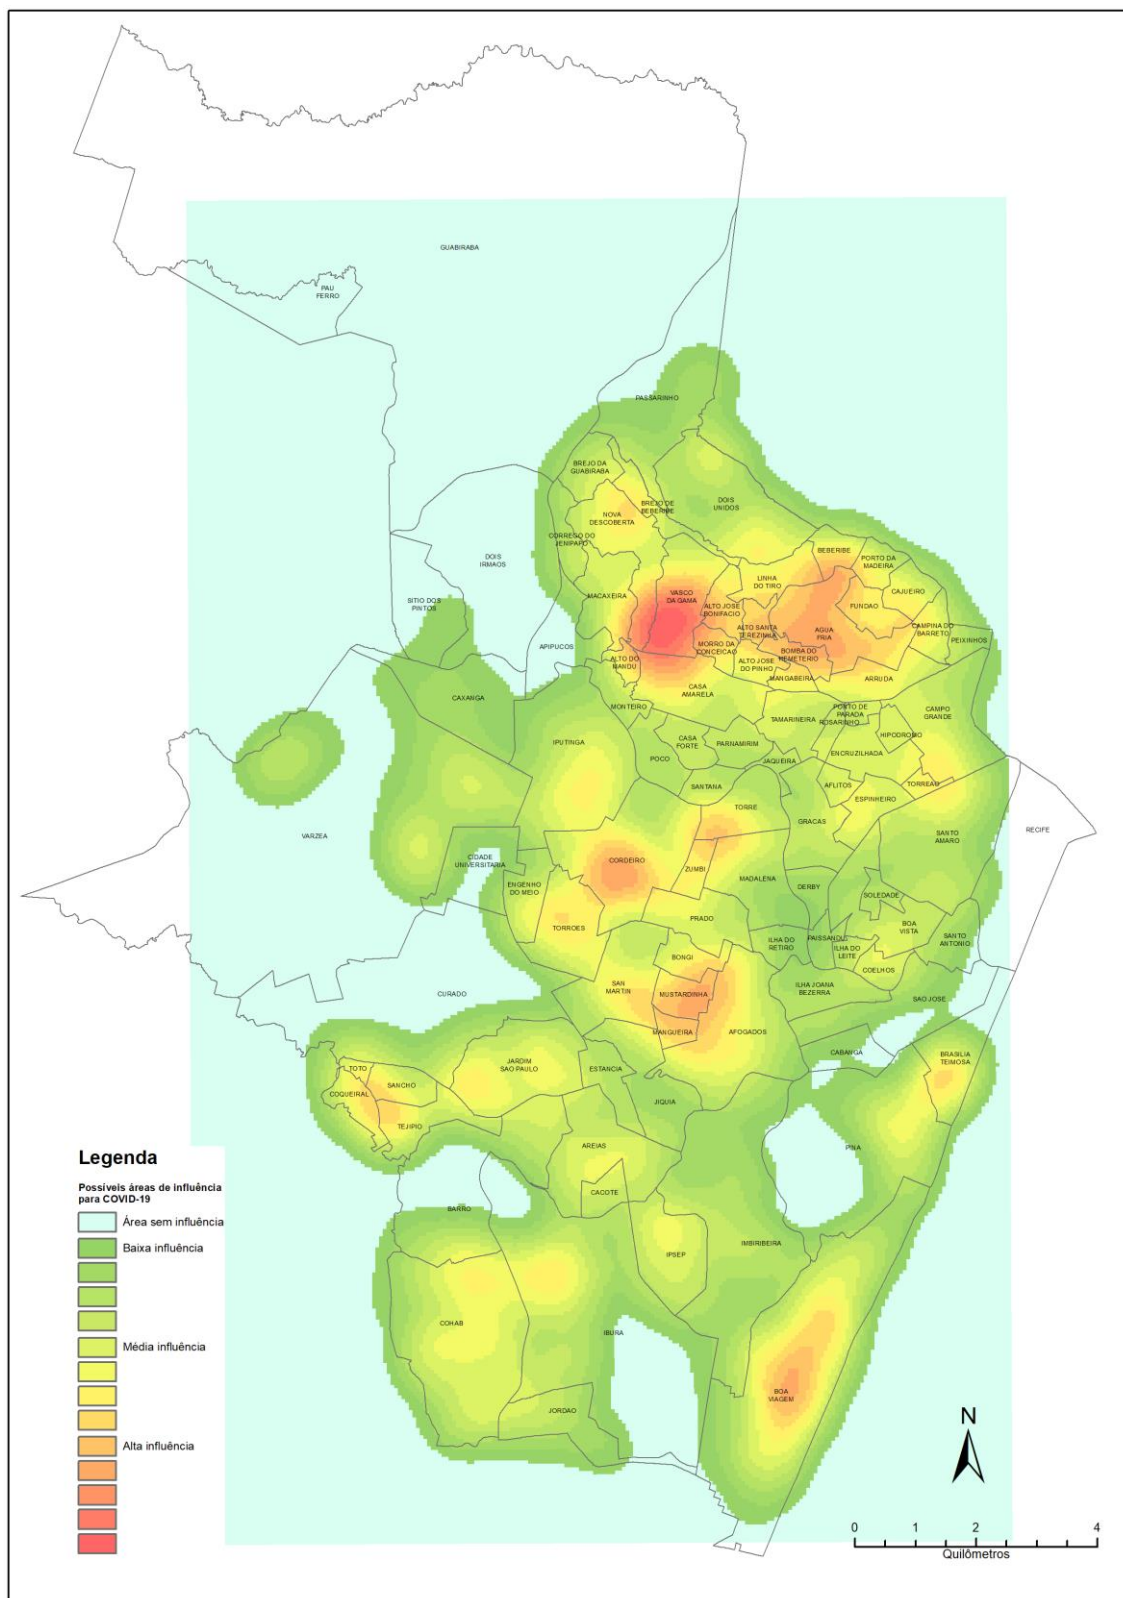 GUABIRABA
PAU
FERRO
PASSARINHO
BREJO DA
GUABIRABA
BREJO DE
BEBERIBE
DOIS
UNIDOS
NOVA
DESCOBERTA
CORREGO DO
JENIPAPO
DOIS
IRMAOS
BEBERIBE
PORTO DA
MADEIRA
LINHA
DO TIRO
CAJUEIRO
SITIO DOS
PINTOS
MACAXEIRA
VASCO
DA GAMA
ALTO JOSE
BONIFACIO
FUNDAO
ALTO SANTA
TEREZINHA
AGUA
FRIA
CAMPINA DO
BARRETO
PEIXINHOS
APIPUCOS
MORRO DA
CONCEICAO
BOMBA DO
HEMETERIO
ALTO DO
MANDU
ALTO JOSE
DO PINHO
MANGABEIRA
ARRUDA
CASA
AMARELA
CAXANGA
MONTEIRO
PONTO DE
PARADA
ROSARINHO
CAMPO
GRANDE
TAMARINEIRA
HIPODROMO
IPUTINGA
CASA
FORTE
PARNAMIRIM
ENCRUZILHADA
POCO
JAQUEIRA
SANTANA
AFLITOS
TORREAO
ESPINHEIRO
TORRE
GRACAS
VARZEA
SANTO
AMARO
RECIFE
CIDADE
UNIVERSITARIA
CORDEIRO
ZUMBI
MADALENA
DERBY
ENGENHO
DO MEIO
SOLEDADE
PRADO
BOA
VISTA
TORROES
PAISSANDU
SANTO
ANTONIO
ILHA DO
RETIRO
ILHA DO
LEITE
BONGI
COELHOS
SAN
MARTIN
ILHA JOANA
BEZERRA
CURADO
MUSTARDINHA
SAO JOSE
MANGUEIRA
AFOGADOS
CABANGA
BRASILIA
TEIMOSA
JARDIM
SAO PAULO
ESTANCIA
TOTO
SANCHO
COQUEIRAL
JIQUIA
TEJIPIO
AREIAS
PINA
CACOTE
BARRO
IPSEP
IMBIRIBEIRA
COHAB
IBURA
BOA
VIAGEM
JORDAO
Legenda
Possíveis áreas de influência
para COVID-19
Área sem influência
Baixa influência
Média influência
Alta influência
N
0 1 2 4
Quilômetros